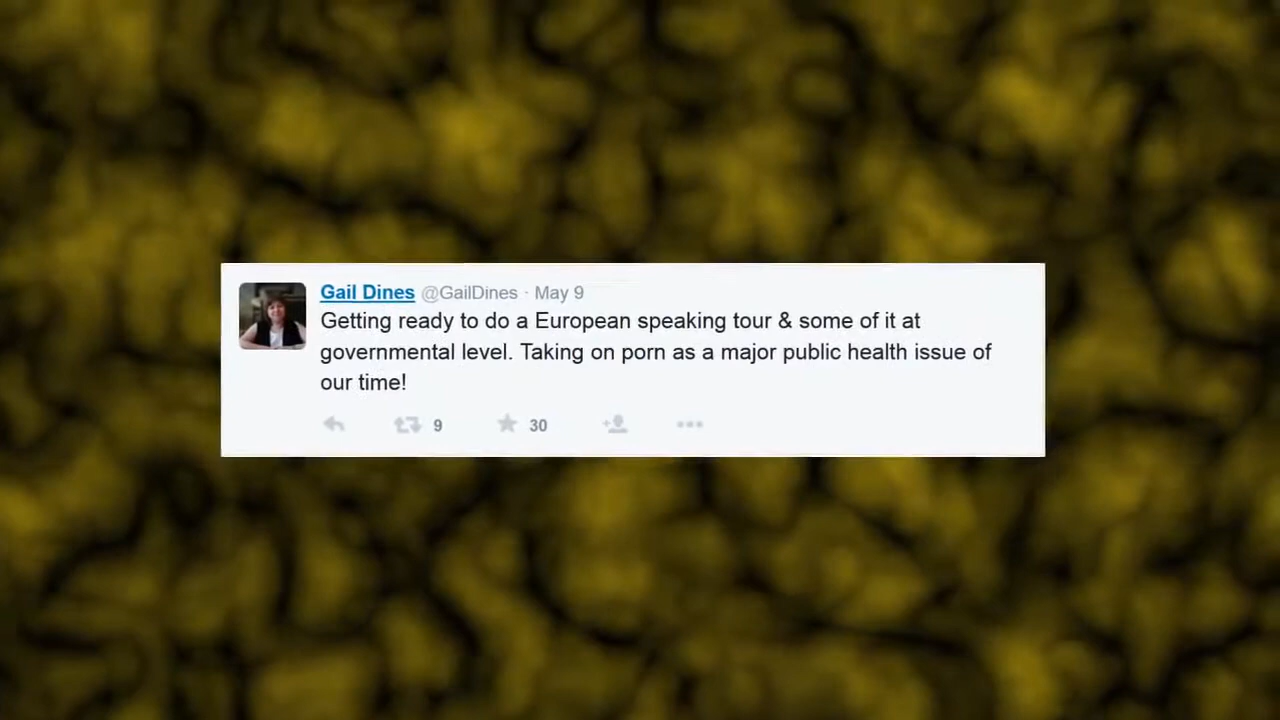 Gail Dines @GailDines · May 9
Getting ready to do a European speaking tour & some of it at
governmental level. Taking on porn as a major public health issue of
our time!
9 30